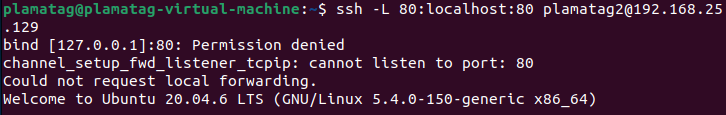 plamatag@plamatag-virtual-machine:~$ ssh -L 80:localhost:80 plamatag2@192.168.25
.129
bind [127.0.0.1]:80: Permission denied
channel_setup_fwd_listener_tcpip: cannot listen to port: 80
Could not request local forwarding.
Welcome to Ubuntu 20.04.6 LTS (GNU/Linux 5.4.0-150-generic x86_64)